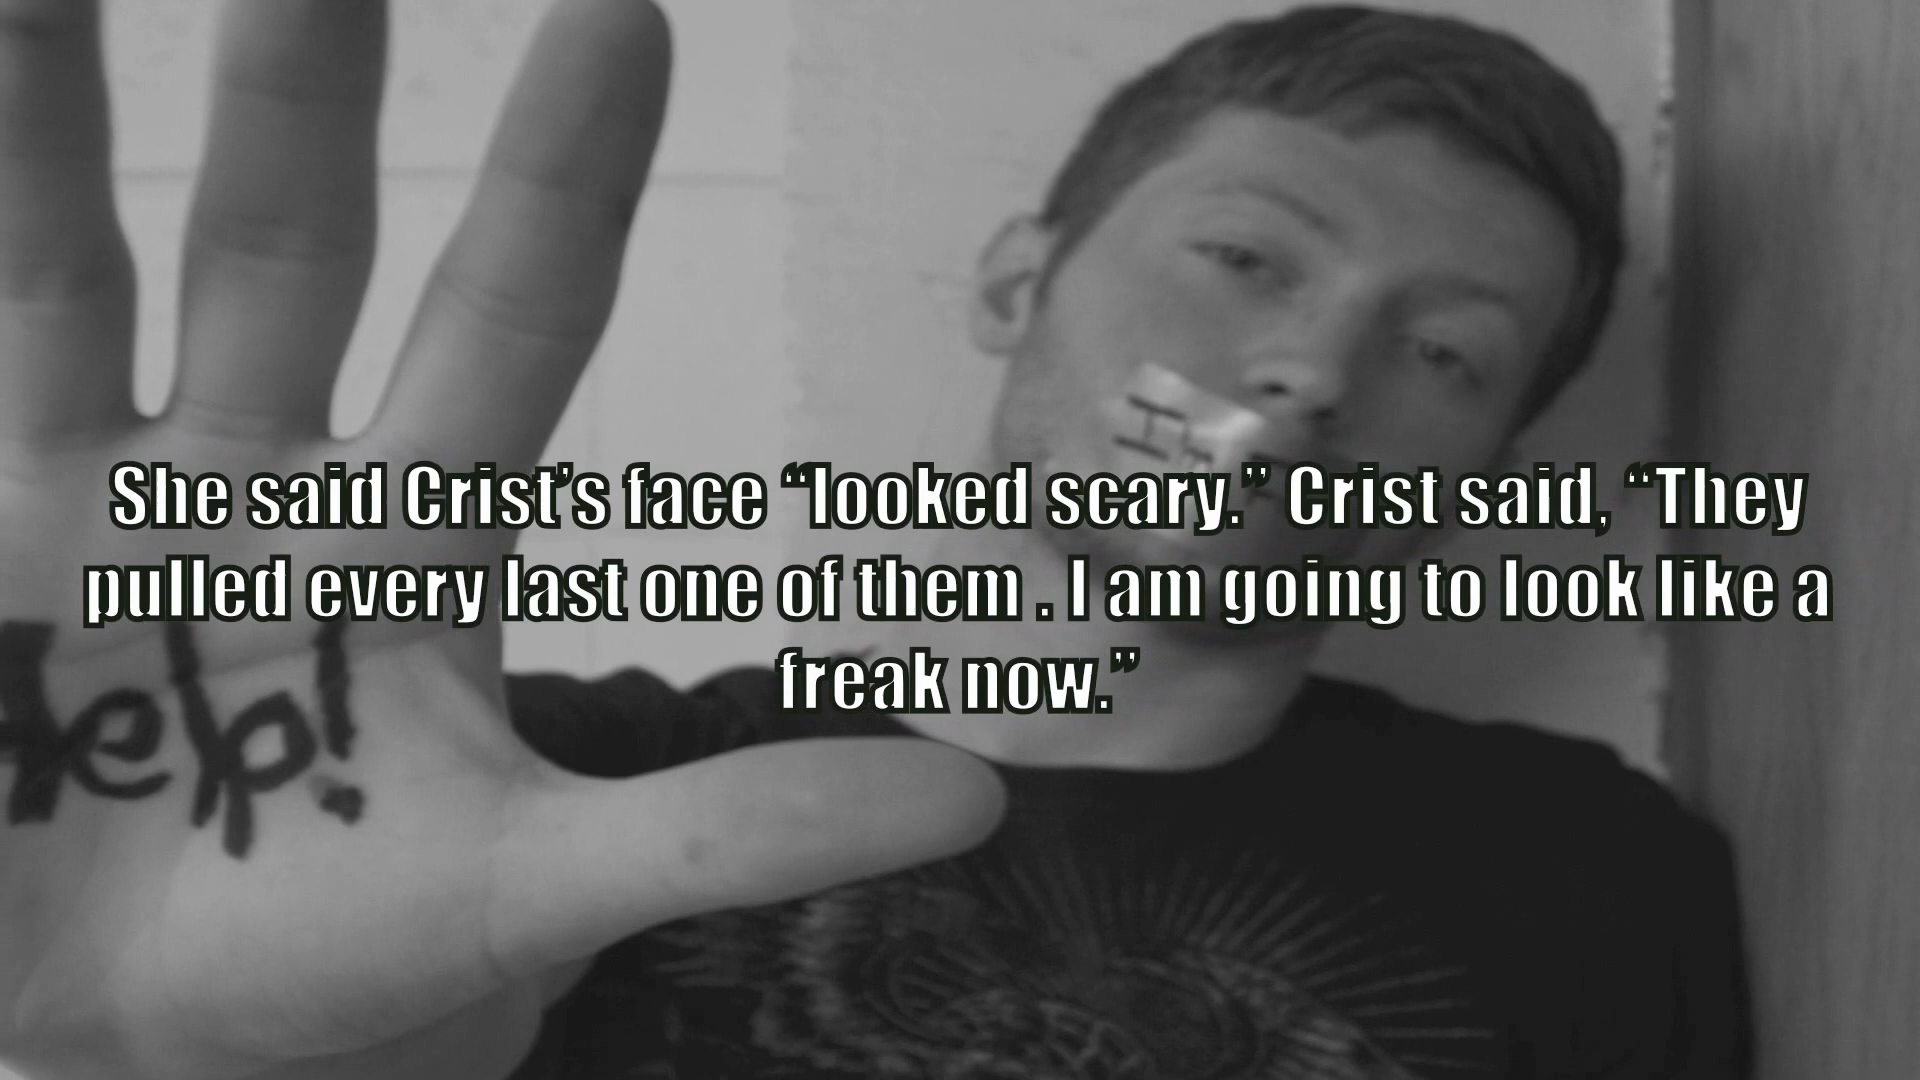 She said Crist’s face “looked scary.” Crist said, “They
pulled every last one of them . I am going to look like a
freak now.”
Help!